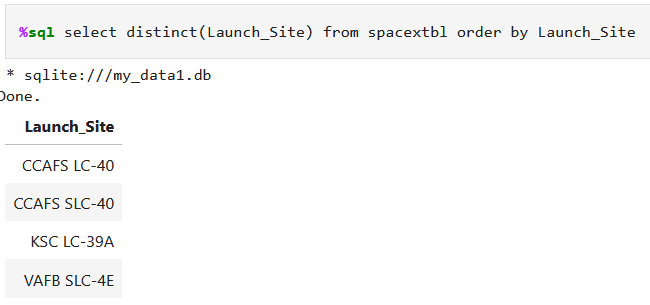 %sql select distinct(Launch_Site) from spacextbl order by Launch_Site
* sqlite:///my_data1.db
Done.
Launch_Site
CCAFS LC-40
CCAFS SLC-40
KSC LC-39A
VAFB SLC-4E